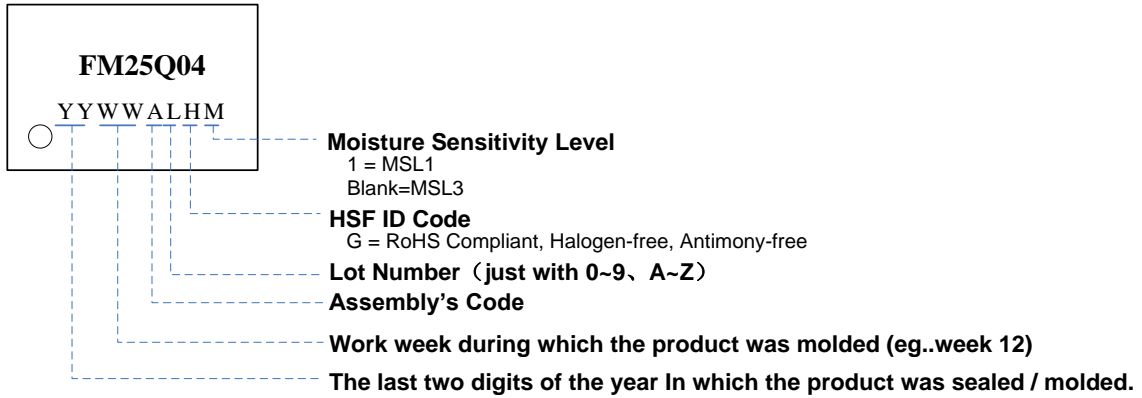 FM25Q04
YYWWALHM
Moisture Sensitivity Level
1 = MSL1
Blank=MSL3
HSF ID Code
G = RoHS Compliant, Halogen-free, Antimony-free
Lot Number（just with 0~9、A~Z）
Assembly's Code
Work week during which the product was molded (eg..week 12)
The last two digits of the year In which the product was sealed / molded.